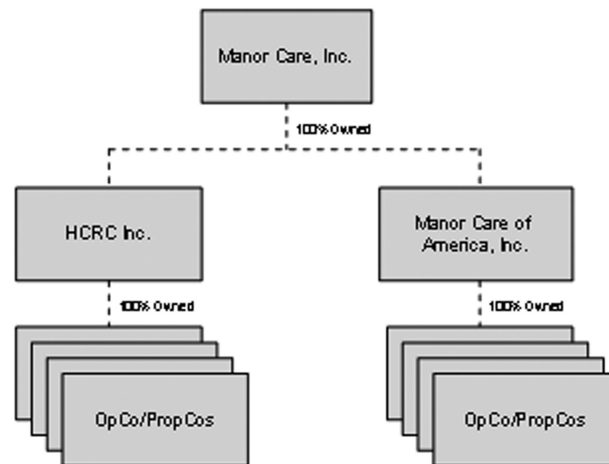 Manor Care, Inc.
100% Owned
HCRC Inc.
Manor Care of
America, Inc.
100% Owned
100% Owned
OpCo/PropCos
OpCo/PropCos